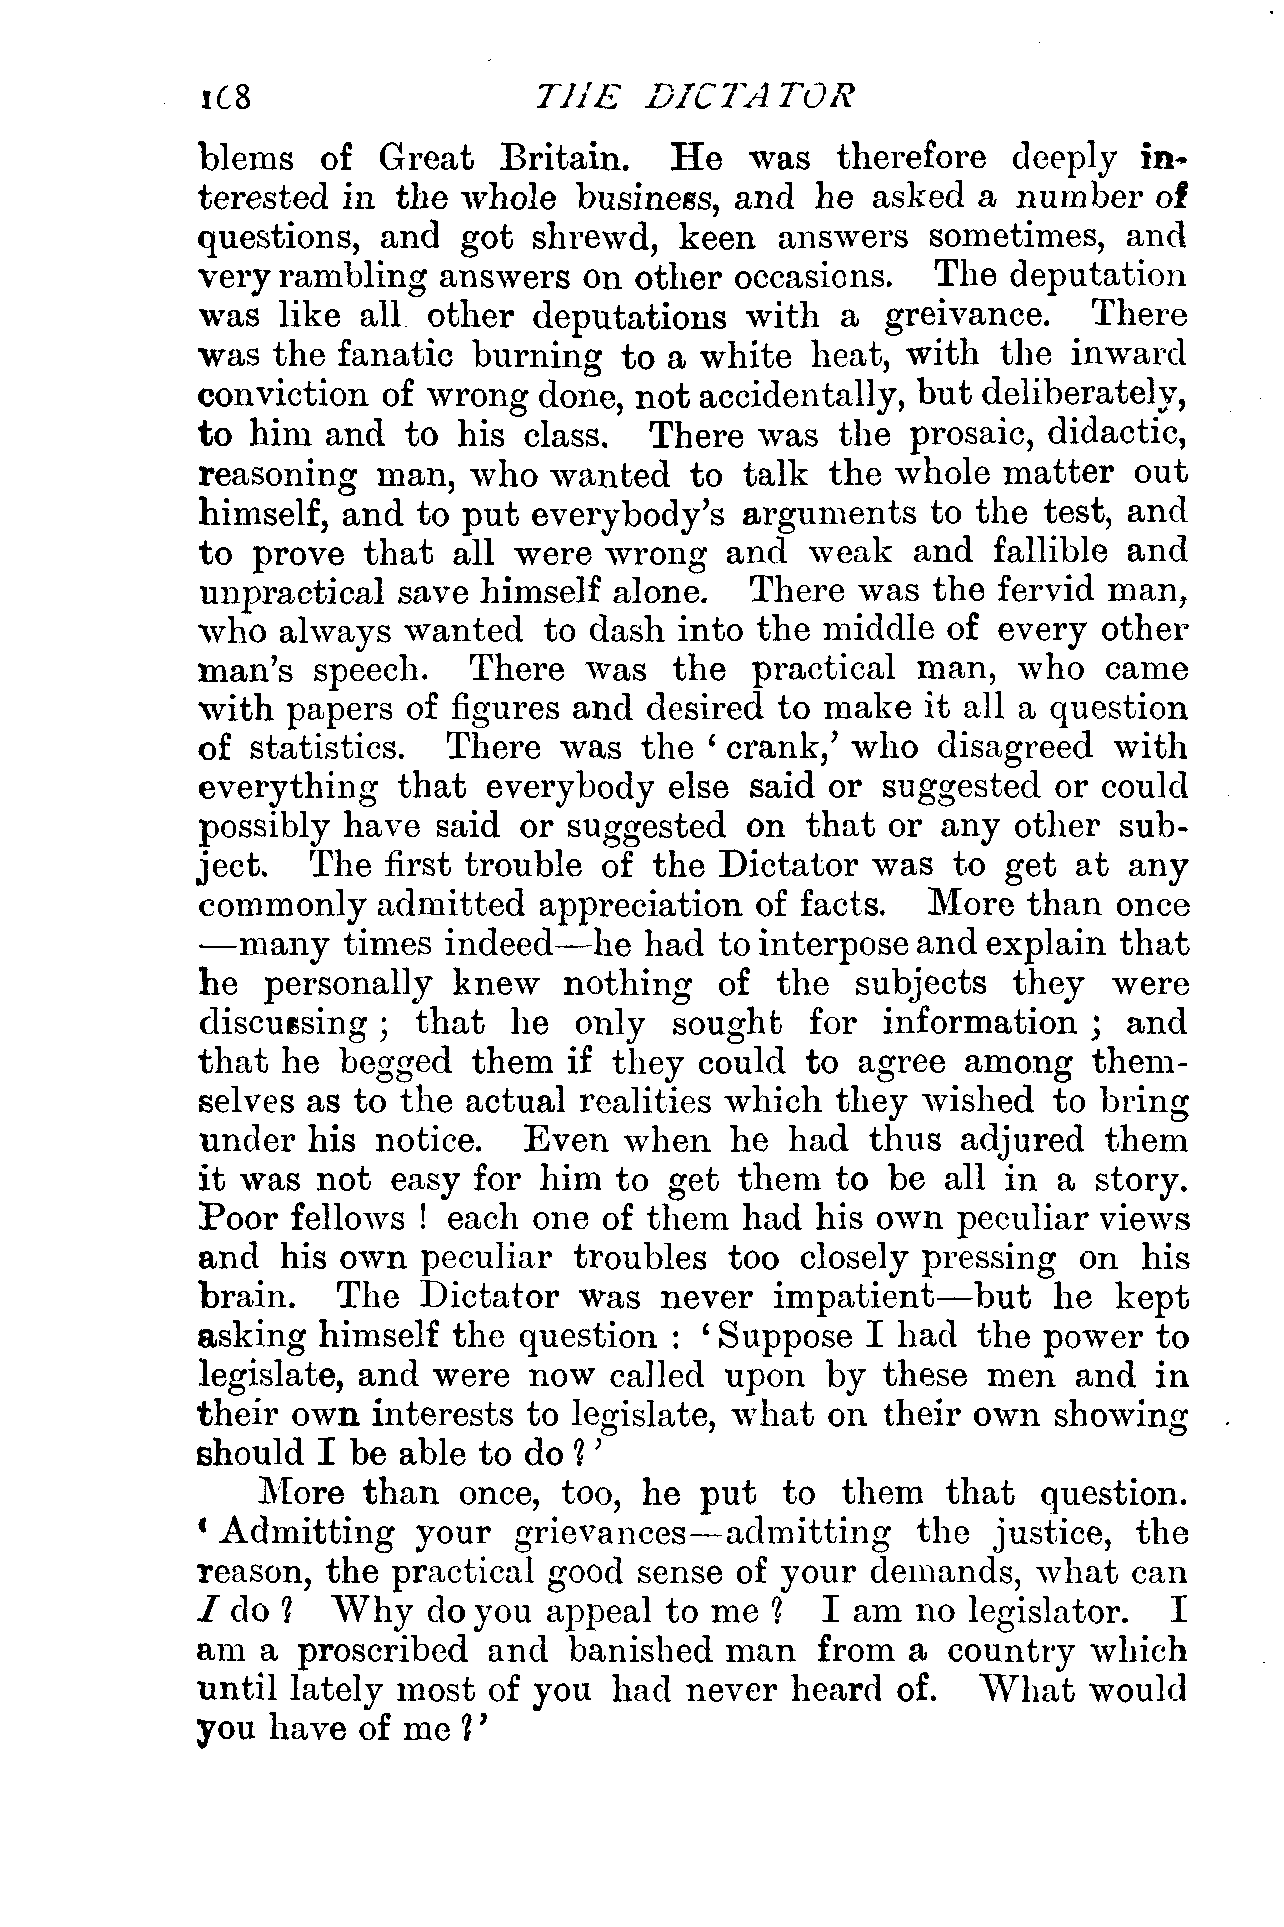 168 THE DICTATOR
blems of Great Britain. He was therefore deeply in-
terested in the whole business, and he asked a number of
questions, and got shrewd, keen answers sometimes, and
very rambling answers on other occasions. The deputation
was like all other deputations with a greivance. There
was the fanatic burning to a white heat, with the inward
conviction of wrong done, not accidentally, but deliberately,
to him and to his class. There was the prosaic, didactic,
reasoning man, who wanted to talk the whole matter out
himself, and to put everybody's arguments to the test, and
to prove that all were wrong and weak and fallible and
unpractical save himself alone. There was the fervid man,
who always wanted to dash into the middle of every other
man's speech. There was the practical man, who came
with papers of figures and desired to make it all a question
of statistics. There was the ‘crank,’ who disagreed with
everything that everybody else said or suggested or could
possibly have said or suggested on that or any other sub-
ject. The first trouble of the Dictator was to get at any
commonly admitted appreciation of facts. More than once
—many times indeed—he had to interpose and explain that
he personally knew nothing of the subjects they were
discussing ; that he only sought for information ; and
that he begged them if they could to agree among them-
selves as to the actual realities which they wished to bring
under his notice. Even when he had thus adjured them
it was not easy for him to get them to be all in a story.
Poor fellows ! each one of them had his own peculiar views
and his own peculiar troubles too closely pressing on his
brain. The Dictator was never impatient—but he kept
asking himself the question : ‘Suppose I had the power to
legislate, and were now called upon by these men and in
their own interests to legislate, what on their own showing
should I be able to do ?’
More than once, too, he put to them that question.
‘Admitting your grievances—admitting the justice, the
reason, the practical good sense of your demands, what can
I do ? Why do you appeal to me ? I am no legislator. I
am a proscribed and banished man from a country which
until lately most of you had never heard of. What would
you have of me ?’